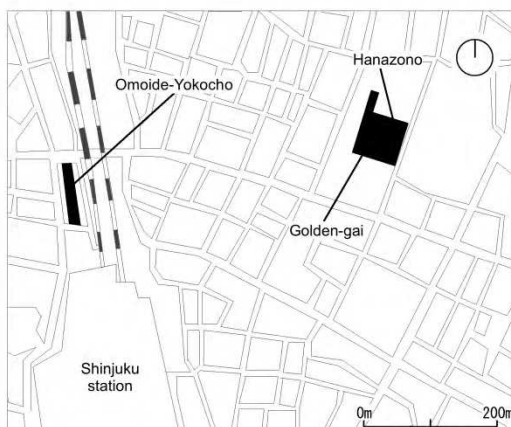 Hanazono
Omoide-Yokocho
Golden-gai
Shinjuku
station
0m
200m